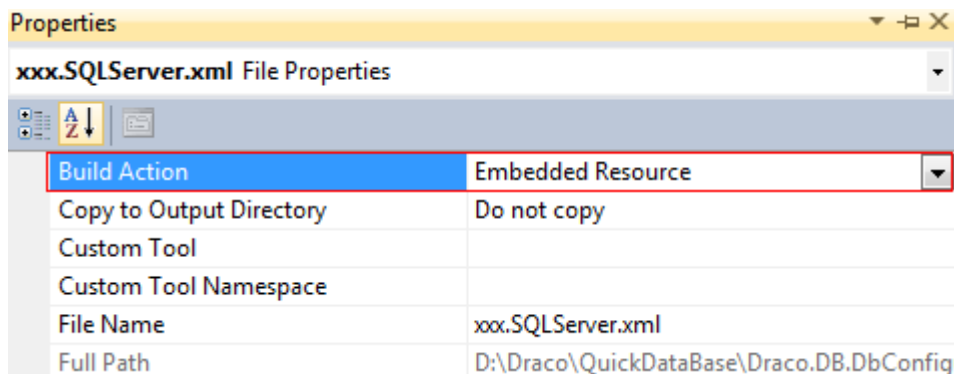 Properties
xxx.SQLServer.xml File Properties
Build Action Embedded Resource
Copy to Output Directory Do not copy
Custom Tool
Custom Tool Namespace
File Name xxx.SQLServer.xml
Full Path D:\Draco\QuickDataBase\Draco.DB.DbConfig